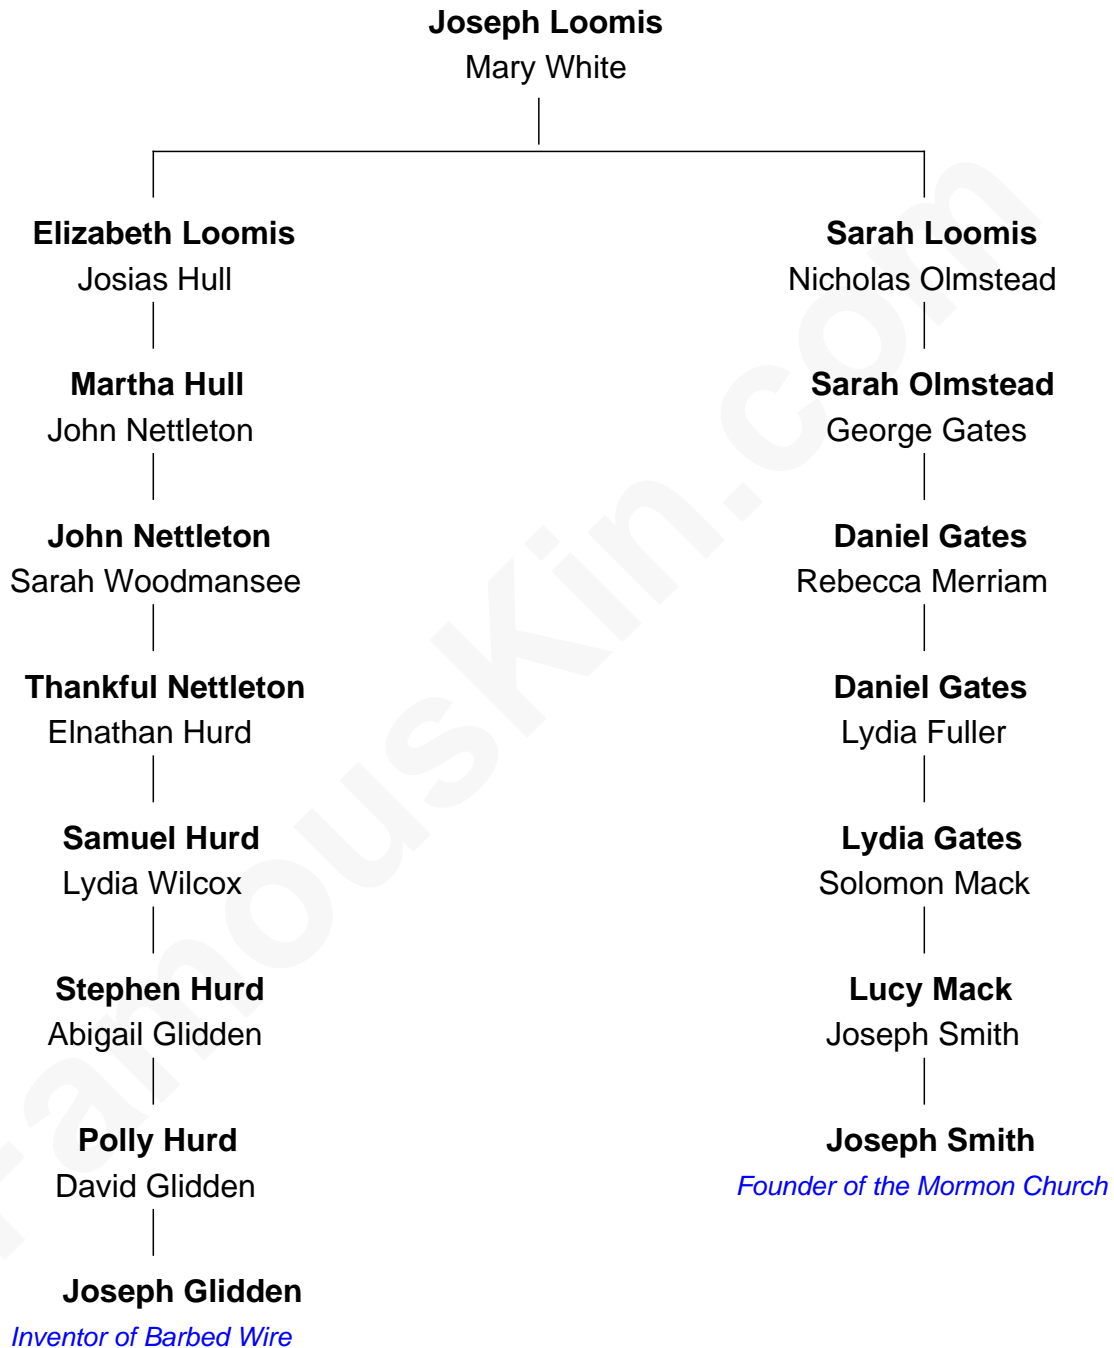 Joseph Loomis
Mary White
Elizabeth Loomis
Josias Hull
Sarah Loomis
Nicholas Olmstead
Martha Hull
John Nettleton
Sarah Olmstead
George Gates
John Nettleton
Sarah Woodmansee
Daniel Gates
Rebecca Merriam
Thankful Nettleton
Elnathan Hurd
Daniel Gates
Lydia Fuller
Samuel Hurd
Lydia Wilcox
Lydia Gates
Solomon Mack
Stephen Hurd
Abigail Glidden
Lucy Mack
Joseph Smith
Polly Hurd
David Glidden
Joseph Smith
Founder of the Mormon Church
Joseph Glidden
Inventor of Barbed Wire
FamousKin.com